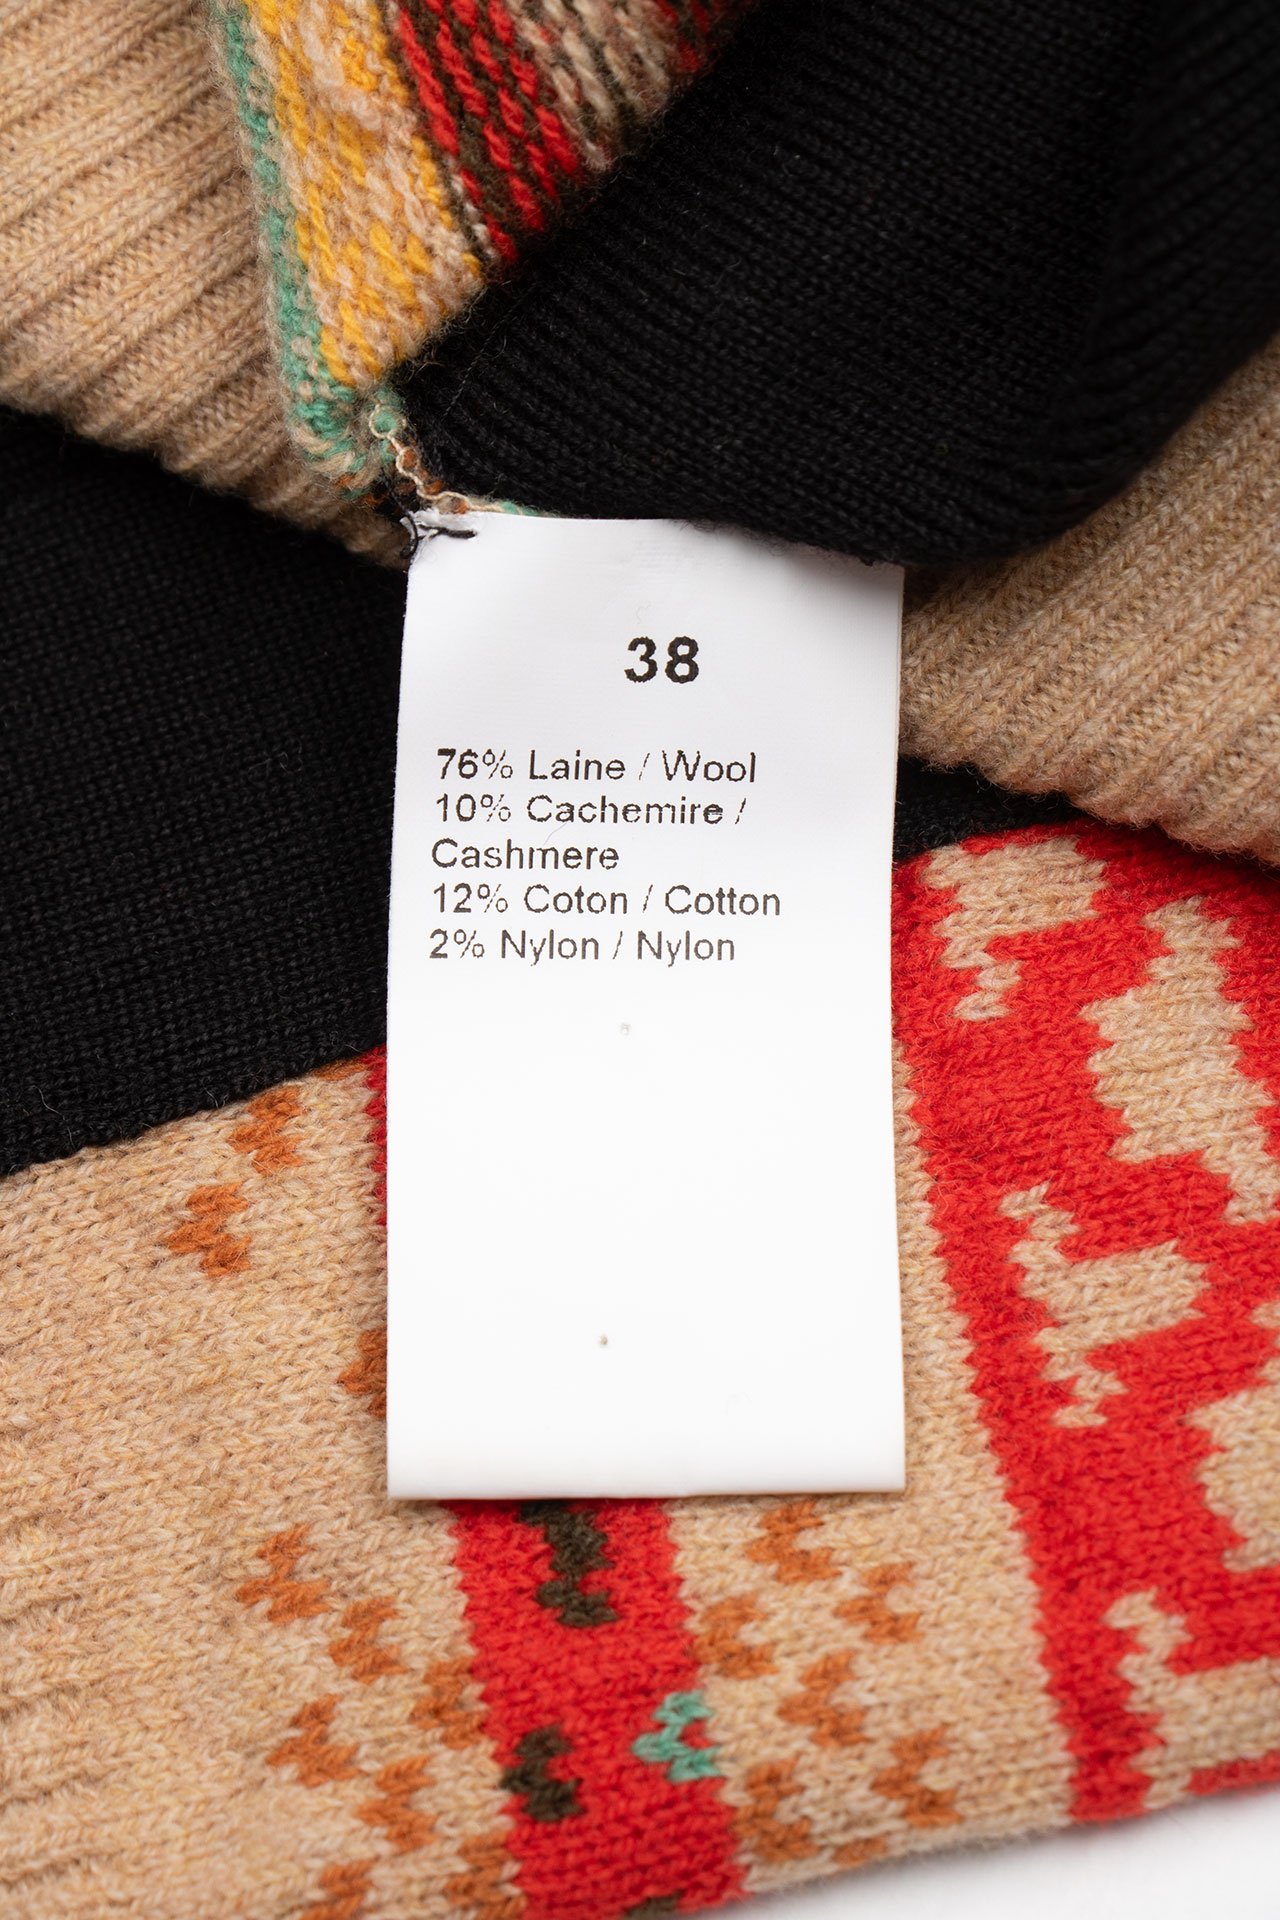 38
76% Laine / Wool
10% Cachemire /
Cashmere
12% Coton / Cotton
2% Nylon / Nylon